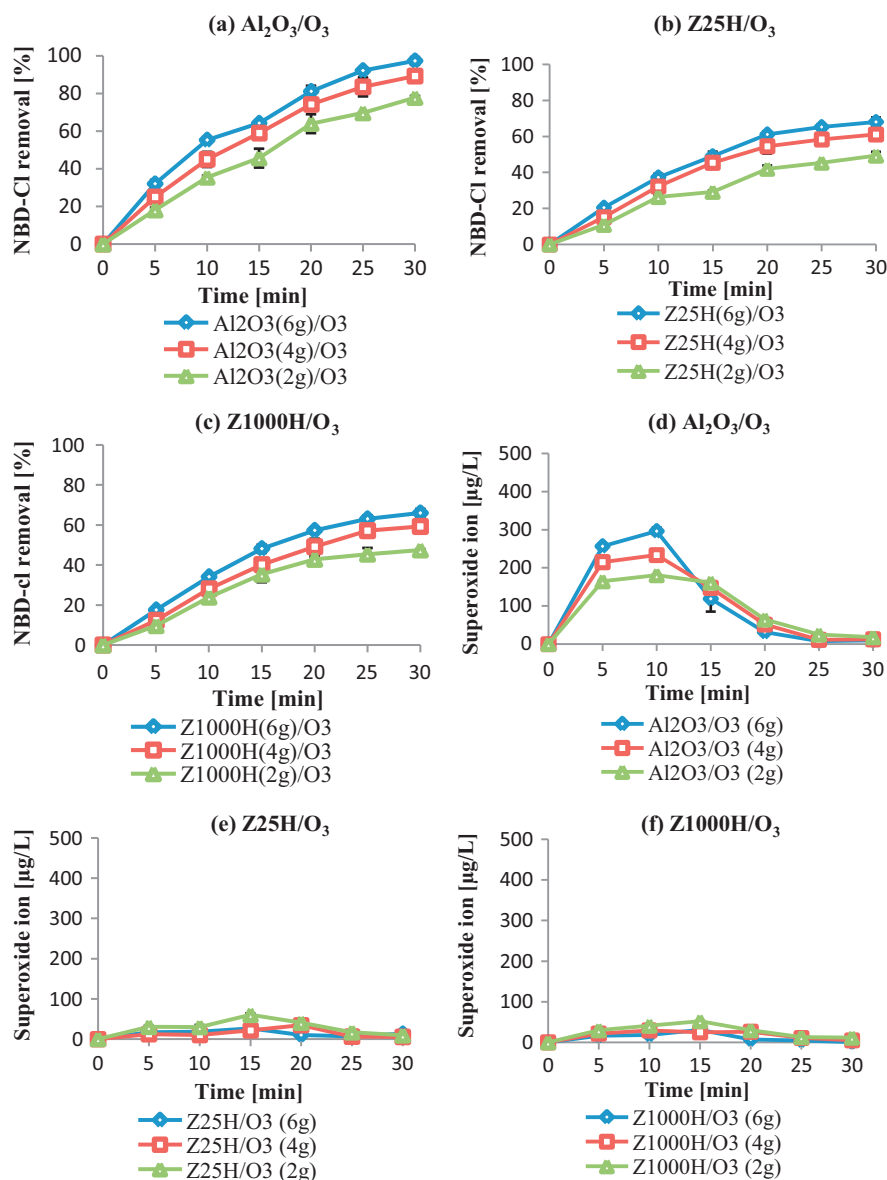 (a) Al₂O₃/O₃
NBD-Cl removal [%]
100
80
60
40
20
0
0 5 10 15 20 25 30
Time [min]
Al2O3(6g)/O3
Al2O3(4g)/O3
Al2O3(2g)/O3
(b) Z25H/O₃
NBD-Cl removal [%]
100
80
60
40
20
0
0 5 10 15 20 25 30
Time [min]
Z25H(6g)/O3
Z25H(4g)/O3
Z25H(2g)/O3
(c) Z1000H/O₃
NBD-cl removal [%]
100
80
60
40
20
0
0 5 10 15 20 25 30
Time [min]
Z1000H(6g)/O3
Z1000H(4g)/O3
Z1000H(2g)/O3
(d) Al₂O₃/O₃
Superoxide ion [µg/L]
500
400
300
200
100
0
0 5 10 15 20 25 30
Time [min]
Al2O3/O3 (6g)
Al2O3/O3 (4g)
Al2O3/O3 (2g)
(e) Z25H/O₃
Superoxide ion [µg/L]
500
400
300
200
100
0
0 5 10 15 20 25 30
Time [min]
Z25H/O3 (6g)
Z25H/O3 (4g)
Z25H/O3 (2g)
(f) Z1000H/O₃
Superoxide ion [µg/L]
500
400
300
200
100
0
0 5 10 15 20 25 30
Time [min]
Z1000H/O3 (6g)
Z1000H/O3 (4g)
Z1000H/O3 (2g)